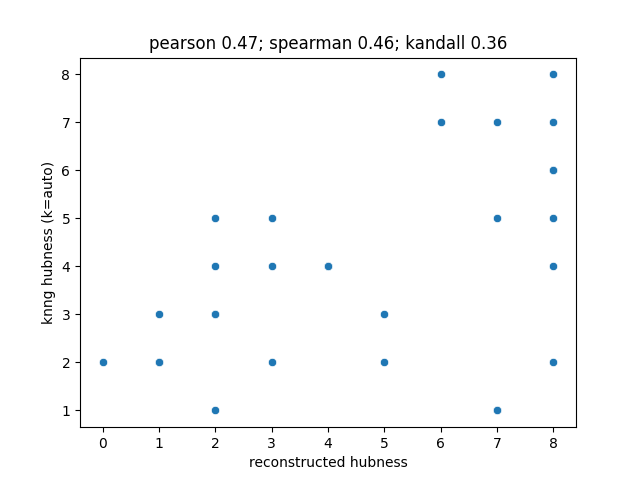 pearson 0.47; spearman 0.46; kandall 0.36
8
7
6
5
4
3
2
1
knng hubness (k=auto)
0 1 2 3 4 5 6 7 8
reconstructed hubness